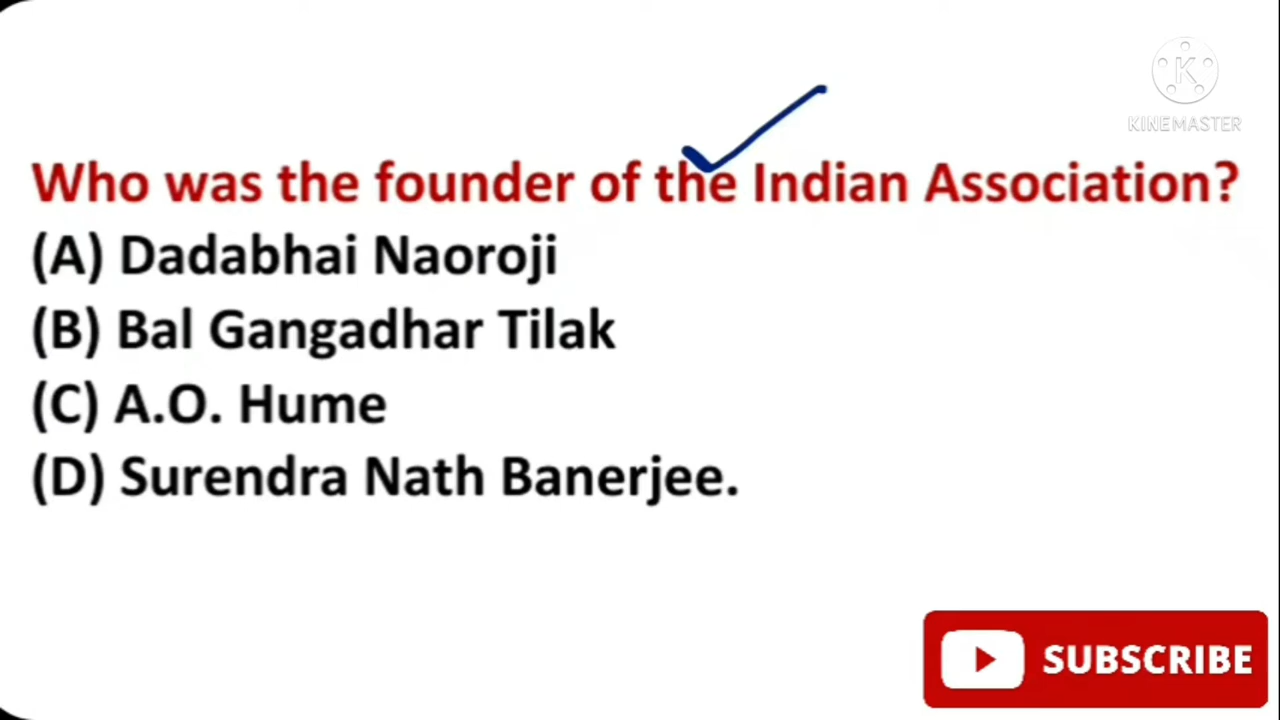 KINEMASTER
Who was the founder of the Indian Association?
(A) Dadabhai Naoroji
(B) Bal Gangadhar Tilak
(C) A.O. Hume
(D) Surendra Nath Banerjee.
SUBSCRIBE